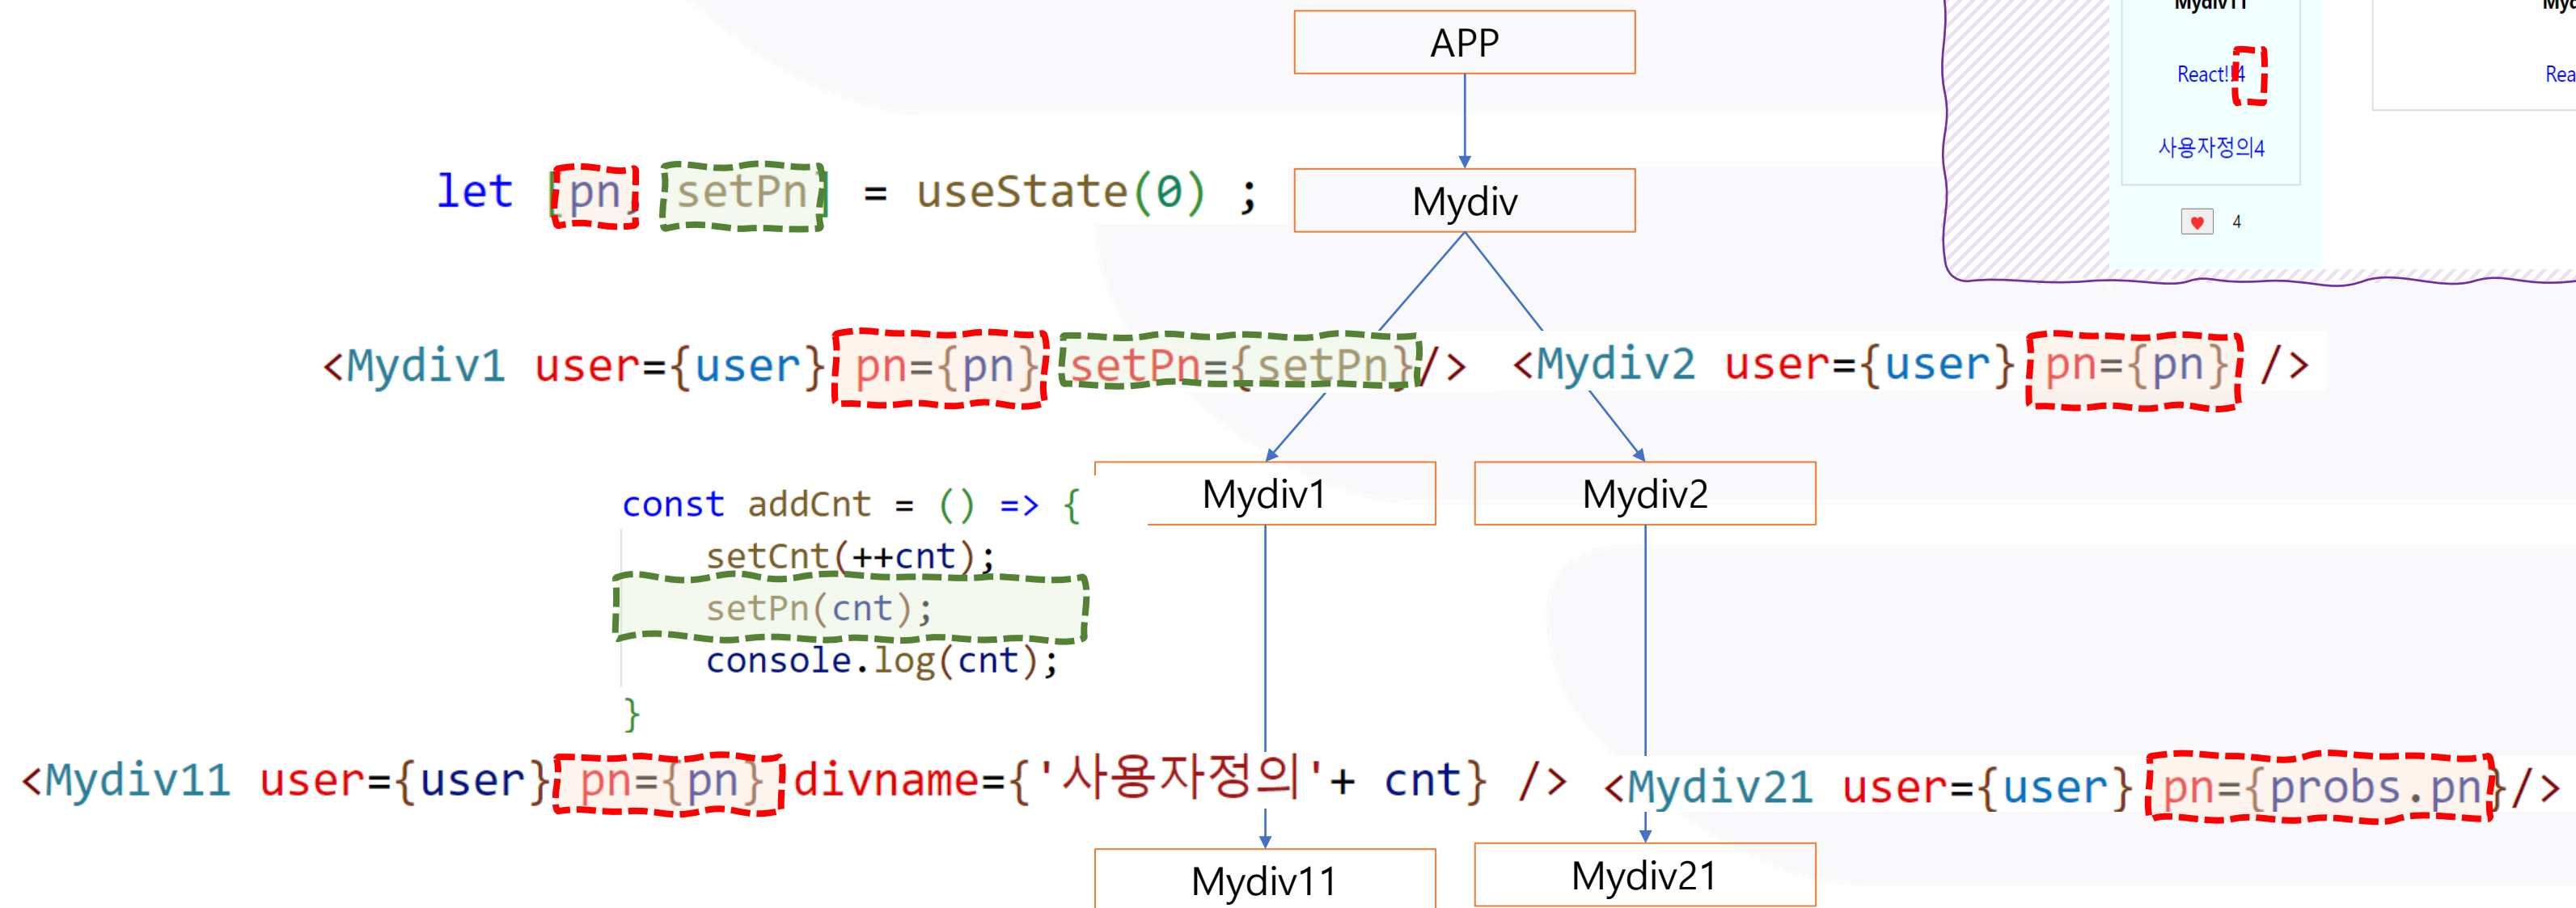 APP
Mydiv11
React!!4
사용자정의4
4
let [pn, setPn] = useState(0) ;
Mydiv
<Mydiv1 user={user} pn={pn} setPn={setPn}/>
<Mydiv2 user={user} pn={pn} />
Mydiv1
Mydiv2
const addCnt = () => {
setCnt(++cnt);
setPn(cnt);
console.log(cnt);
}
<Mydiv11 user={user} pn={pn} divname={'사용자정의'+ cnt} />
<Mydiv21 user={user} pn={probs.pn}/>
Mydiv11
Mydiv21